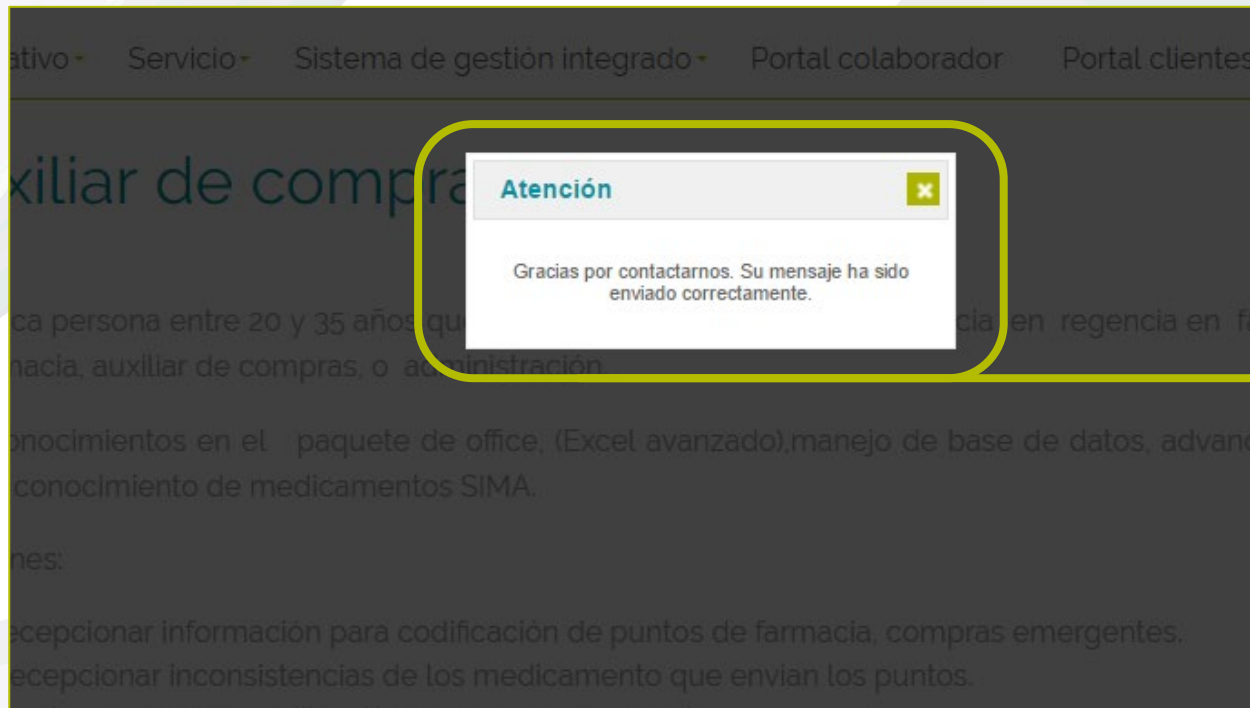 ativo Servicio Sistema de gestión integrado Portal colaborador Portal clientes
xiliar de compra
Atención
Gracias por contactarnos. Su mensaje ha sido
enviado correctamente.
ca persona entre 20 y 35 años qu cia en regencia en fa
nacia, auxiliar de compras, o administración.
onocimientos en el paquete de office, (Excel avanzado),manejo de base de datos, advanc
conocimiento de medicamentos SIMA.
nes:
ecepcionar información para codificación de puntos de farmacia, compras emergentes.
ecepcionar inconsistencias de los medicamento que envian los puntos.